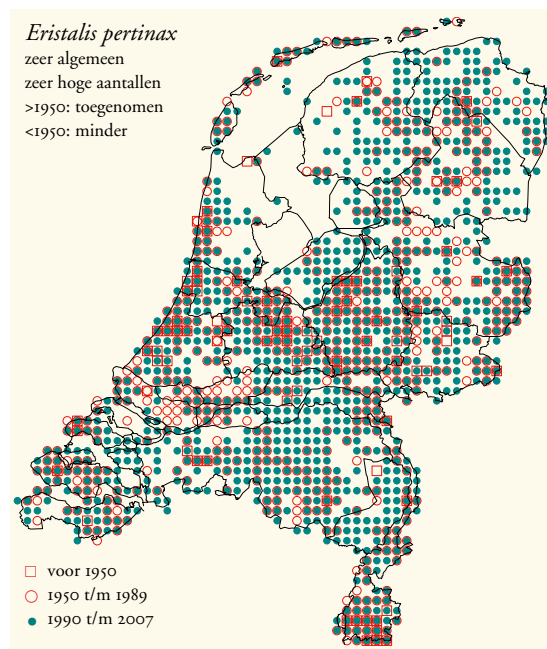 Eristalis pertinax
zeer algemeen
zeer hoge aantallen
>1950: toegenomen
<1950: minder
voor 1950
1950 t/m 1989
1990 t/m 2007